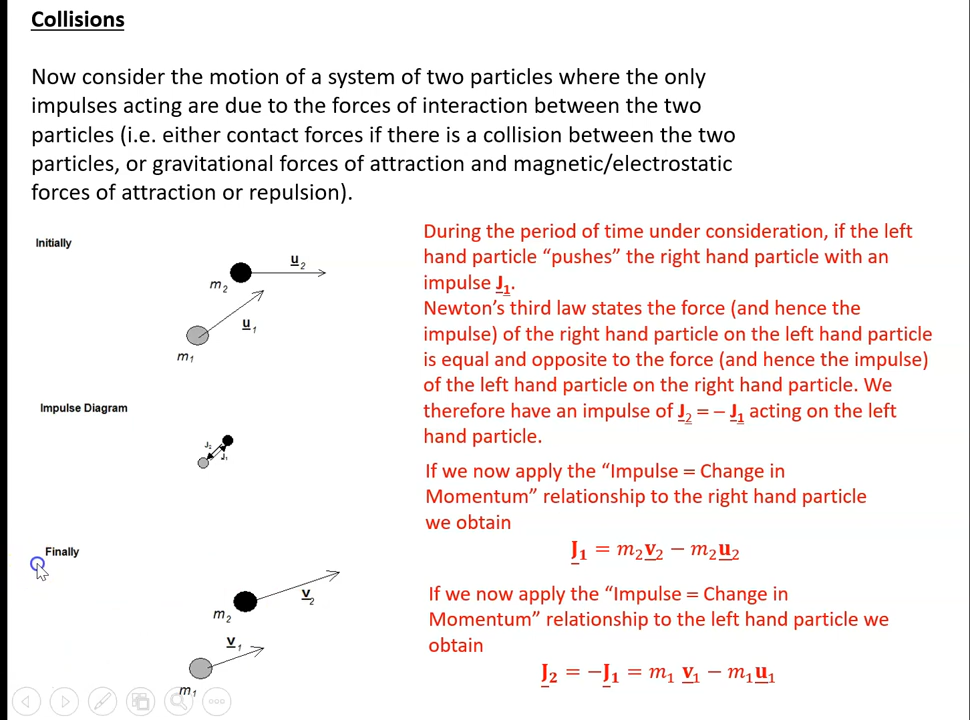 Collisions
Now consider the motion of a system of two particles where the only
impulses acting are due to the forces of interaction between the two
particles (i.e. either contact forces if there is a collision between the two
particles, or gravitational forces of attraction and magnetic/electrostatic
forces of attraction or repulsion).
Initially
u₂
m₂
u₁
m₁
Impulse Diagram
J₂
J₁
Finally
v₂
m₂
v₁
m₁
During the period of time under consideration, if the left
hand particle “pushes” the right hand particle with an
impulse J₁.
Newton’s third law states the force (and hence the
impulse) of the right hand particle on the left hand particle
is equal and opposite to the force (and hence the impulse)
of the left hand particle on the right hand particle. We
therefore have an impulse of J₂ = − J₁ acting on the left
hand particle.
If we now apply the “Impulse = Change in
Momentum” relationship to the right hand particle
we obtain
J₁ = m₂v₂ − m₂u₂
If we now apply the “Impulse = Change in
Momentum” relationship to the left hand particle we
obtain
J₂ = −J₁ = m₁ v₁ − m₁u₁